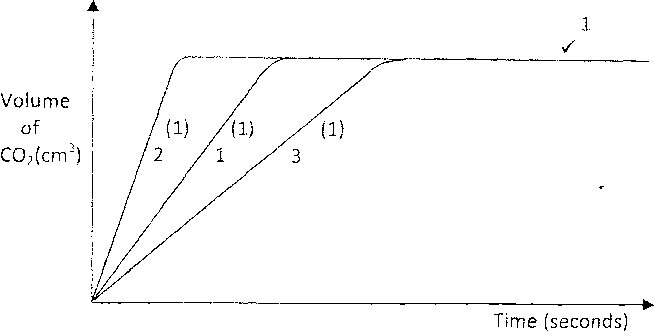 1
✓
Volume
of
CO₂(cm³)
(1) (1) (1)
2 1 3
Time (seconds)